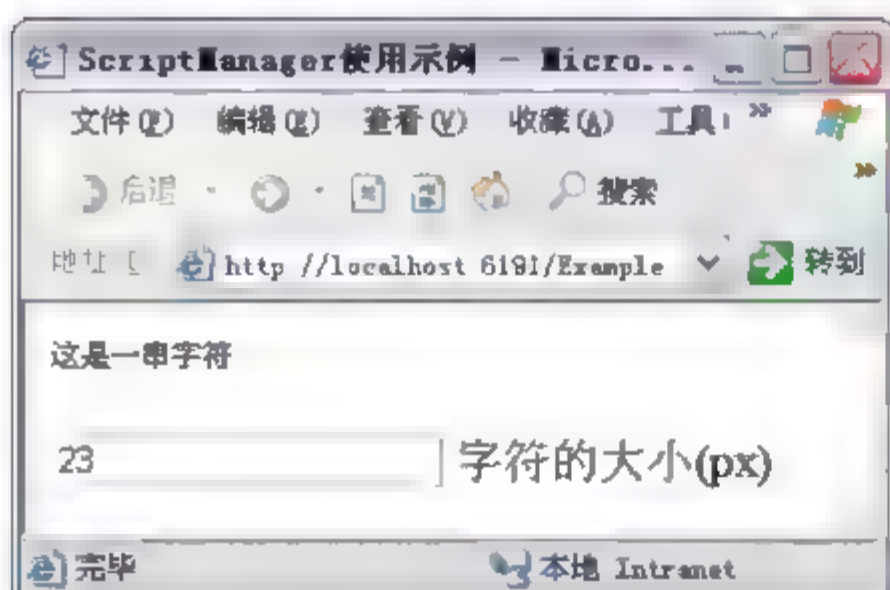 ScriptManager使用示例 - Micro...
文件(F) 编辑(E) 查看(V) 收藏(A) 工具
后退 搜索
地址 http //localhost 6191/Example 转到
这是一串字符
23 字符的大小(px)
完毕 本地 Intranet